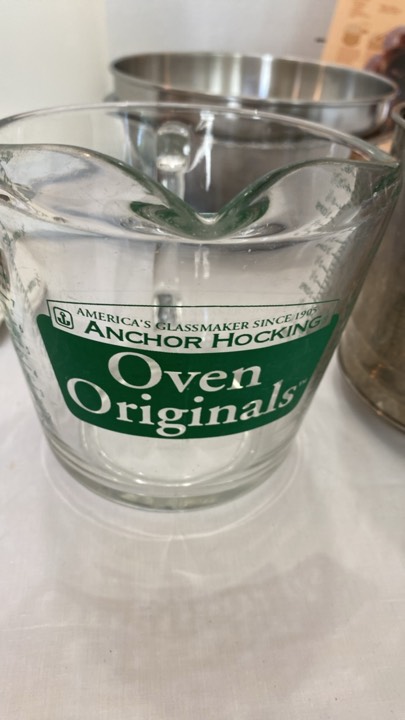 AMERICA'S GLASSMAKER SINCE 1905
ANCHOR HOCKING
Oven
Originals™